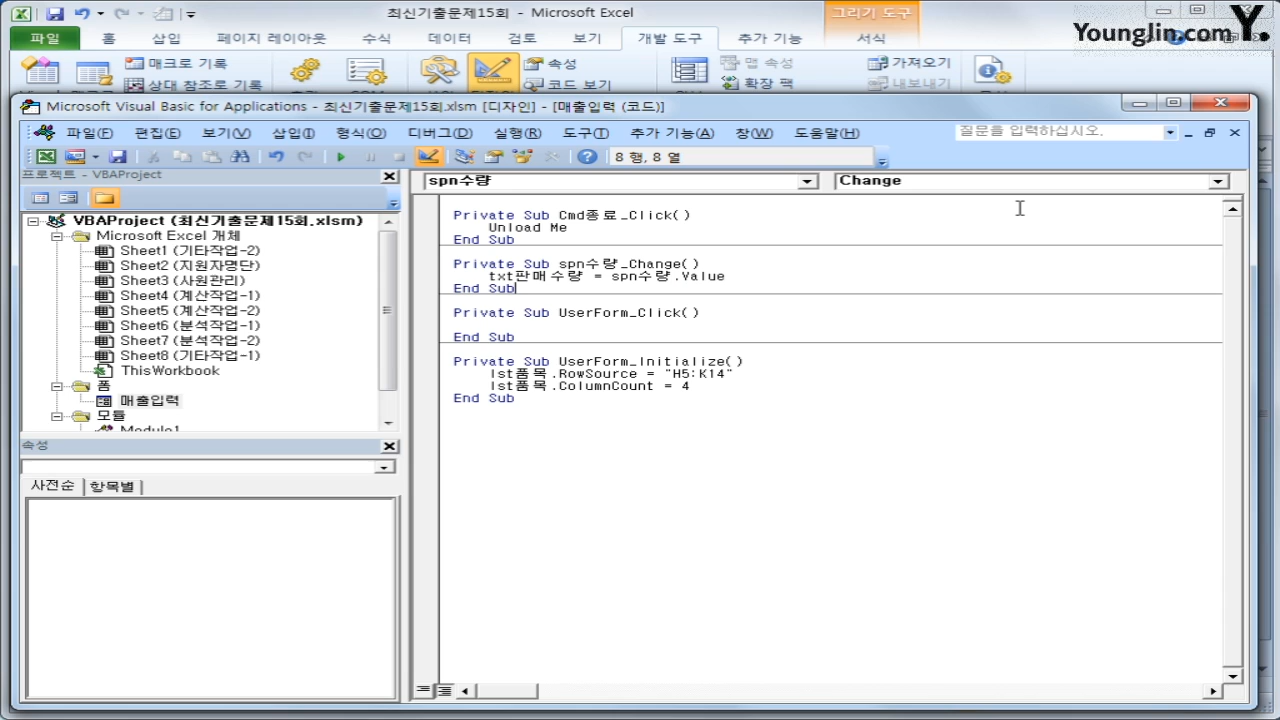 최신기출문제15회 - Microsoft Excel
그리기 도구
Younglin.com Y.
파일 홈 삽입 페이지 레이아웃 수식 데이터 검토 보기 개발 도구 추가 기능 서식
매크로 기록
상대 참조로 기록
속성
코드 보기
맵 속성
확장 팩
가져오기
내보내기
Microsoft Visual Basic for Applications - 최신기출문제15회.xlsm [디자인] - [매출입력 (코드)]
파일(F) 편집(E) 보기(V) 삽입(I) 형식(O) 디버그(D) 실행(R) 도구(T) 추가 기능(A) 창(W) 도움말(H) 질문을 입력하십시오.
8 행, 8 열
프로젝트 - VBAProject
VBAProject (최신기출문제15회.xlsm)
Microsoft Excel 개체
Sheet1 (기타작업-2)
Sheet2 (지원자명단)
Sheet3 (사원관리)
Sheet4 (계산작업-1)
Sheet5 (계산작업-2)
Sheet6 (분석작업-1)
Sheet7 (분석작업-2)
Sheet8 (기타작업-1)
ThisWorkbook
폼
매출입력
모듈
Module1
속성
사전순 항목별
spn수량 Change
Private Sub Cmd종료_Click()
Unload Me
End Sub
Private Sub spn수량_Change()
txt판매수량 = spn수량.Value
End Sub
Private Sub UserForm_Click()
End Sub
Private Sub UserForm_Initialize()
lst품목.RowSource = "H5:K14"
lst품목.ColumnCount = 4
End Sub